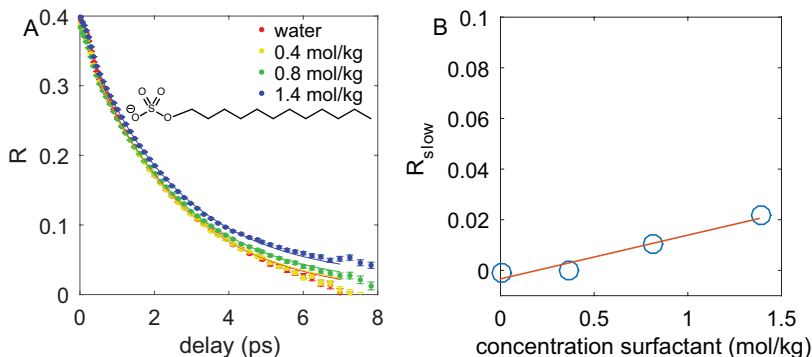 A
water
0.4 mol/kg
0.8 mol/kg
1.4 mol/kg
⊖
O O
S
O
O
R
0.4
0.3
0.2
0.1
0
0 2 4 6 8
delay (ps)
B
R_slow
0.1
0.08
0.06
0.04
0.02
0
0 0.5 1 1.5
concentration surfactant (mol/kg)